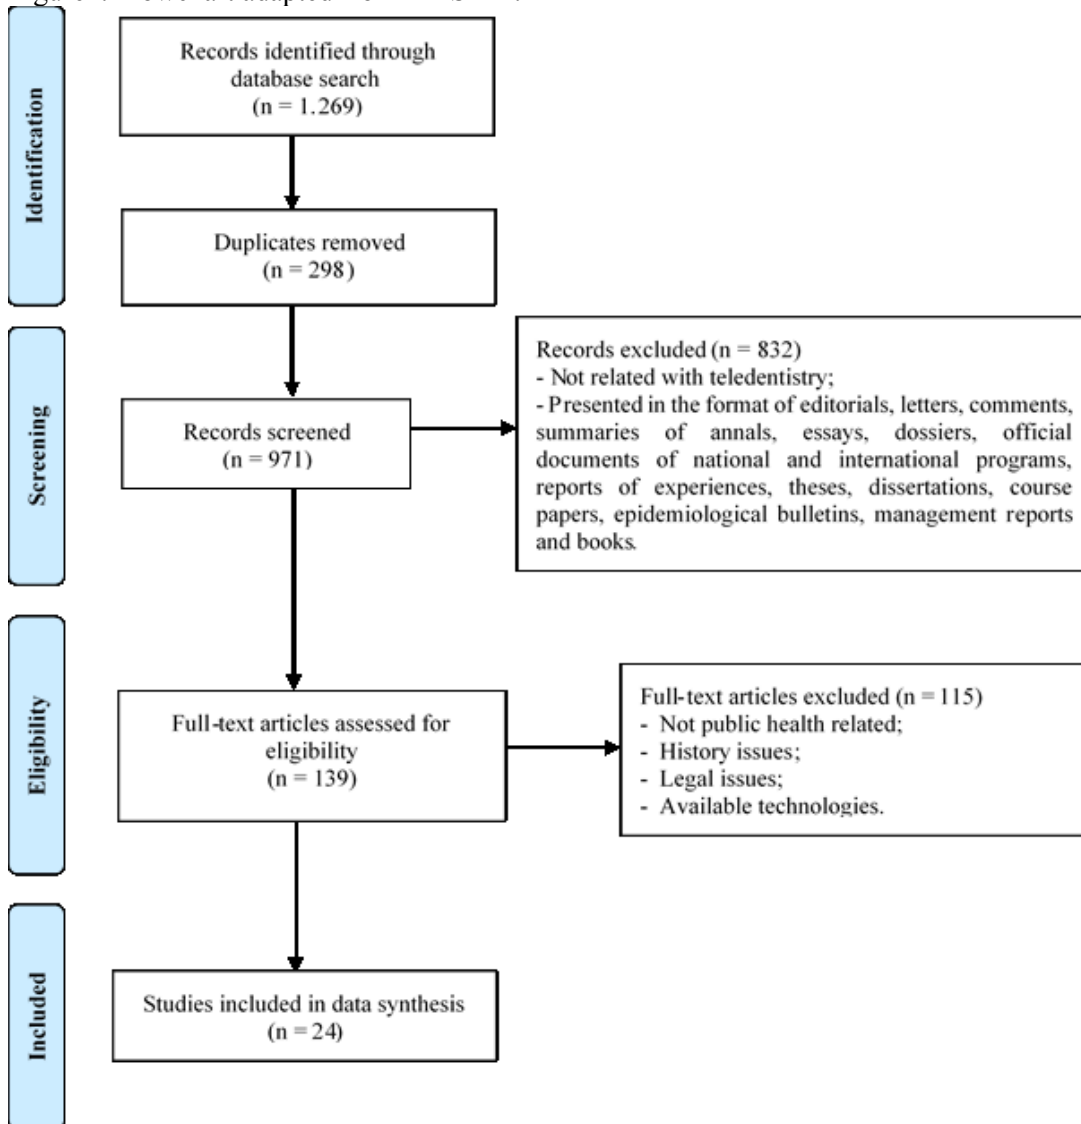 Identification
Records identified through
database search
(n = 1.269)
Duplicates removed
(n = 298)
Screening
Records screened
(n = 971)
Records excluded (n = 832)
- Not related with teledentistry;
- Presented in the format of editorials, letters, comments,
summaries of annals, essays, dossiers, official
documents of national and international programs,
reports of experiences, theses, dissertations, course
papers, epidemiological bulletins, management reports
and books.
Eligibility
Full-text articles assessed for
eligibility
(n = 139)
Full-text articles excluded (n = 115)
- Not public health related;
- History issues;
- Legal issues;
- Available technologies.
Included
Studies included in data synthesis
(n = 24)